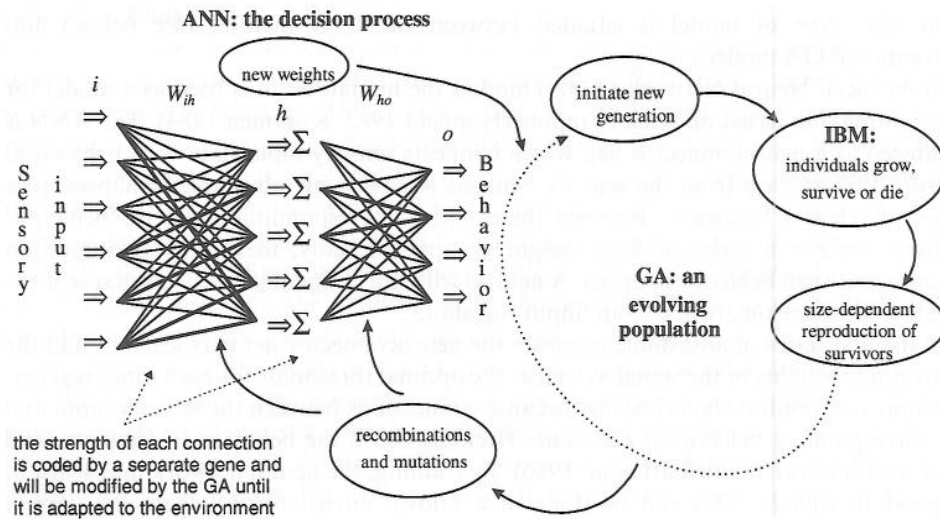 ANN: the decision process
new weights
i
W_ih
W_ho
h
o
Sensory
input
⇒ Σ
⇒ Σ
⇒ Σ
⇒ Σ
⇒ Σ
Behavior
initiate next
generation
IBM:
individuals grow
survive or die
GA: an
evolving
population
size-dependent
reproduction of
survivors
recombinations
and mutations
the strength of each connection
is coded by a separate gene and
will be modified by the GA until
it is adapted to the environment